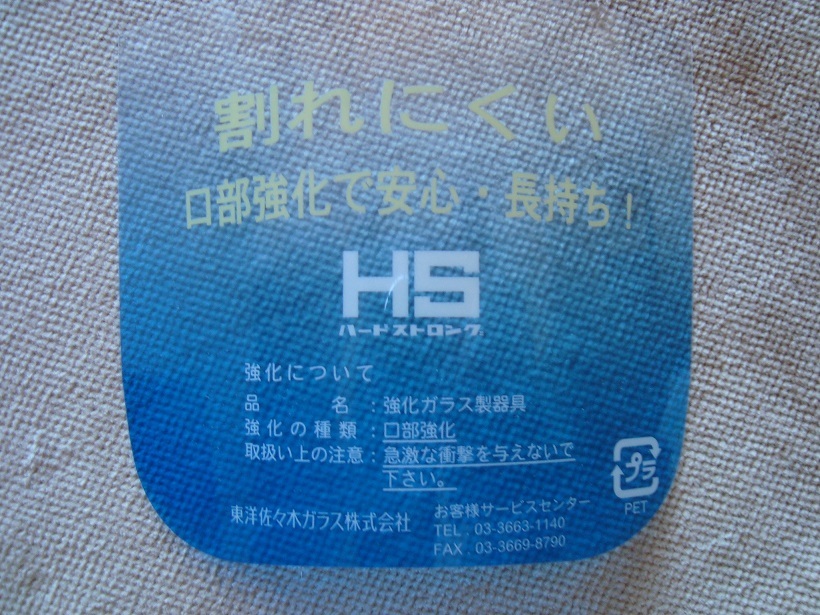 割れにくい
口部強化で安心・長持ち!
HS
ハードストロング
強化について
品名:強化ガラス製器具
強化の種類:口部強化
取扱い上の注意:急激な衝撃を与えないで
下さい。
プラ
PET
東洋佐々木ガラス株式会社
お客様サービスセンター
TEL . 03-3663-1140
FAX . 03-3669-8790